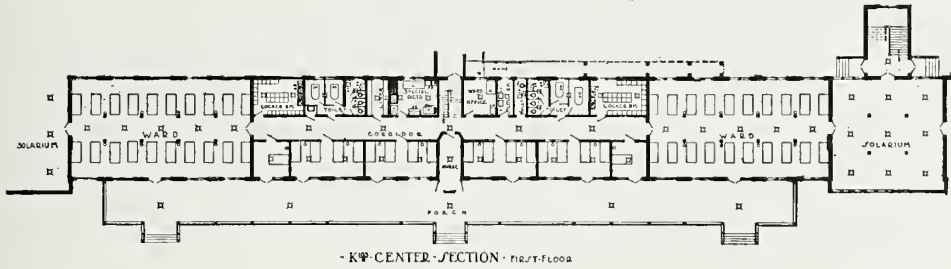 LOCKER RM.
TOILET
SPECIAL
DIETS
WARD
OFFICE
TOILET
LOCKER RM.
WARD
CORRIDOR
WARD
SOLARIUM
SOLARIUM
NURSE
PORCH
- K CENTER - SECTION - FIRST - FLOOR